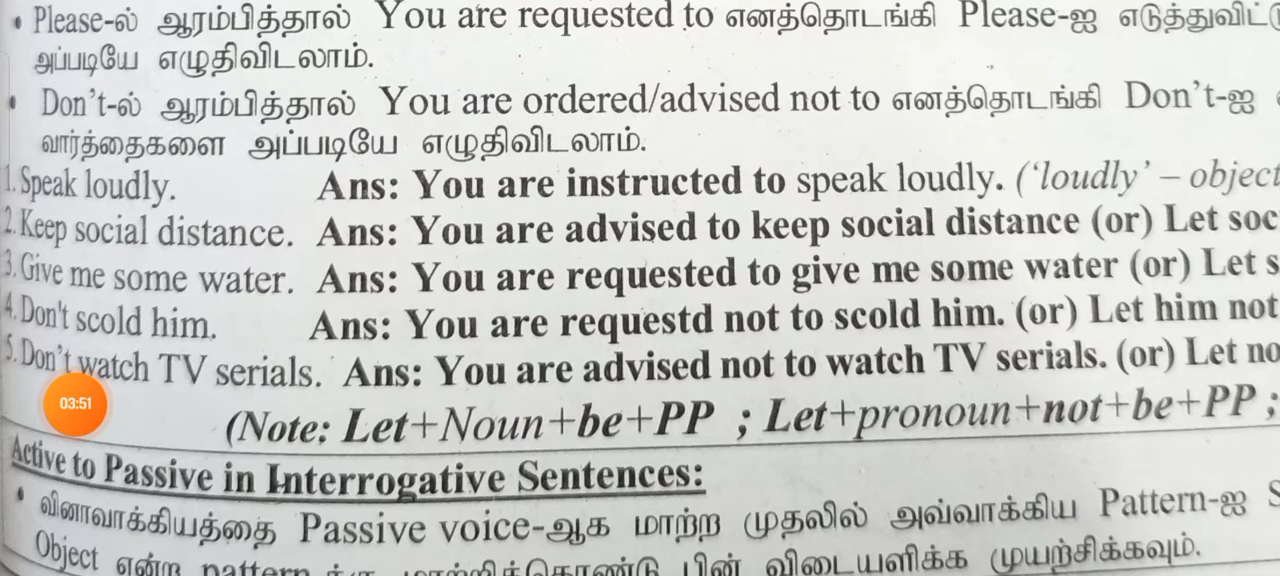 • Please-ல் ஆரம்பித்தால் You are requested to எனத்தொடங்கி Please-ஐ எடுத்துவிட்டு
அப்படியே எழுதிவிடலாம்.
• Don't-ல் ஆரம்பித்தால் You are ordered/advised not to எனத்தொடங்கி Don't-ஐ
வார்த்தைகளை அப்படியே எழுதிவிடலாம்.
1. Speak loudly. Ans: You are instructed to speak loudly. ('loudly' – object
2. Keep social distance. Ans: You are advised to keep social distance (or) Let soc
3. Give me some water. Ans: You are requested to give me some water (or) Let s
4. Don't scold him. Ans: You are requestd not to scold him. (or) Let him not
5. Don't watch TV serials. Ans: You are advised not to watch TV serials. (or) Let no
03:51
(Note: Let+Noun+be+PP ; Let+pronoun+not+be+PP ;
Active to Passive in Interrogative Sentences:
• வினாவாக்கியத்தை Passive voice-ஆக மாற்ற முதலில் அவ்வாக்கிய Pattern-ஐ S
Object என்ற pattern க்கு மாற்றிக்கொண்டு பின் விடையளிக்க முயற்சிக்கவும்.